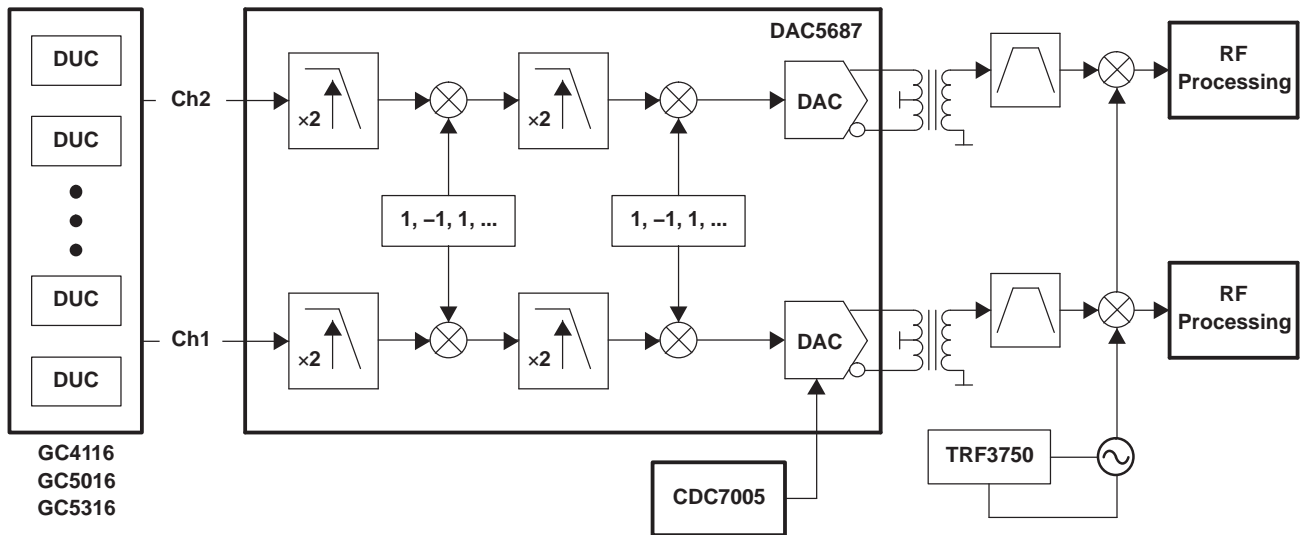 DAC5687
DUC
RF
Processing
Ch2
×2
×2
DAC
DUC
1, –1, 1, ...
1, –1, 1, ...
DUC
RF
Processing
Ch1
×2
×2
DAC
DUC
GC4116
GC5016
GC5316
TRF3750
CDC7005